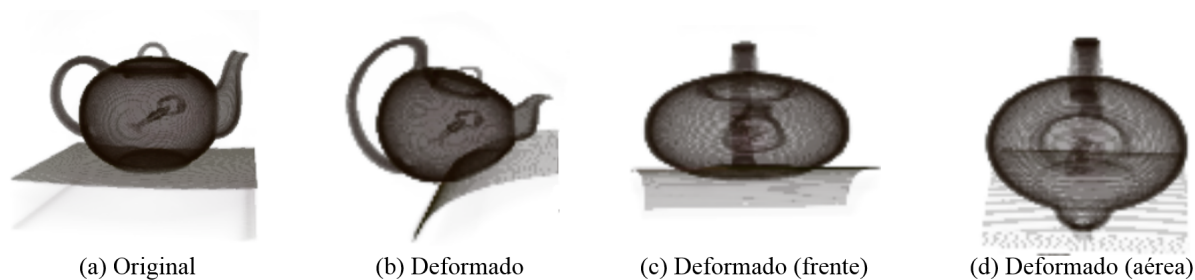 (a) Original
(b) Deformado
(c) Deformado (frente)
(d) Deformado (aérea)